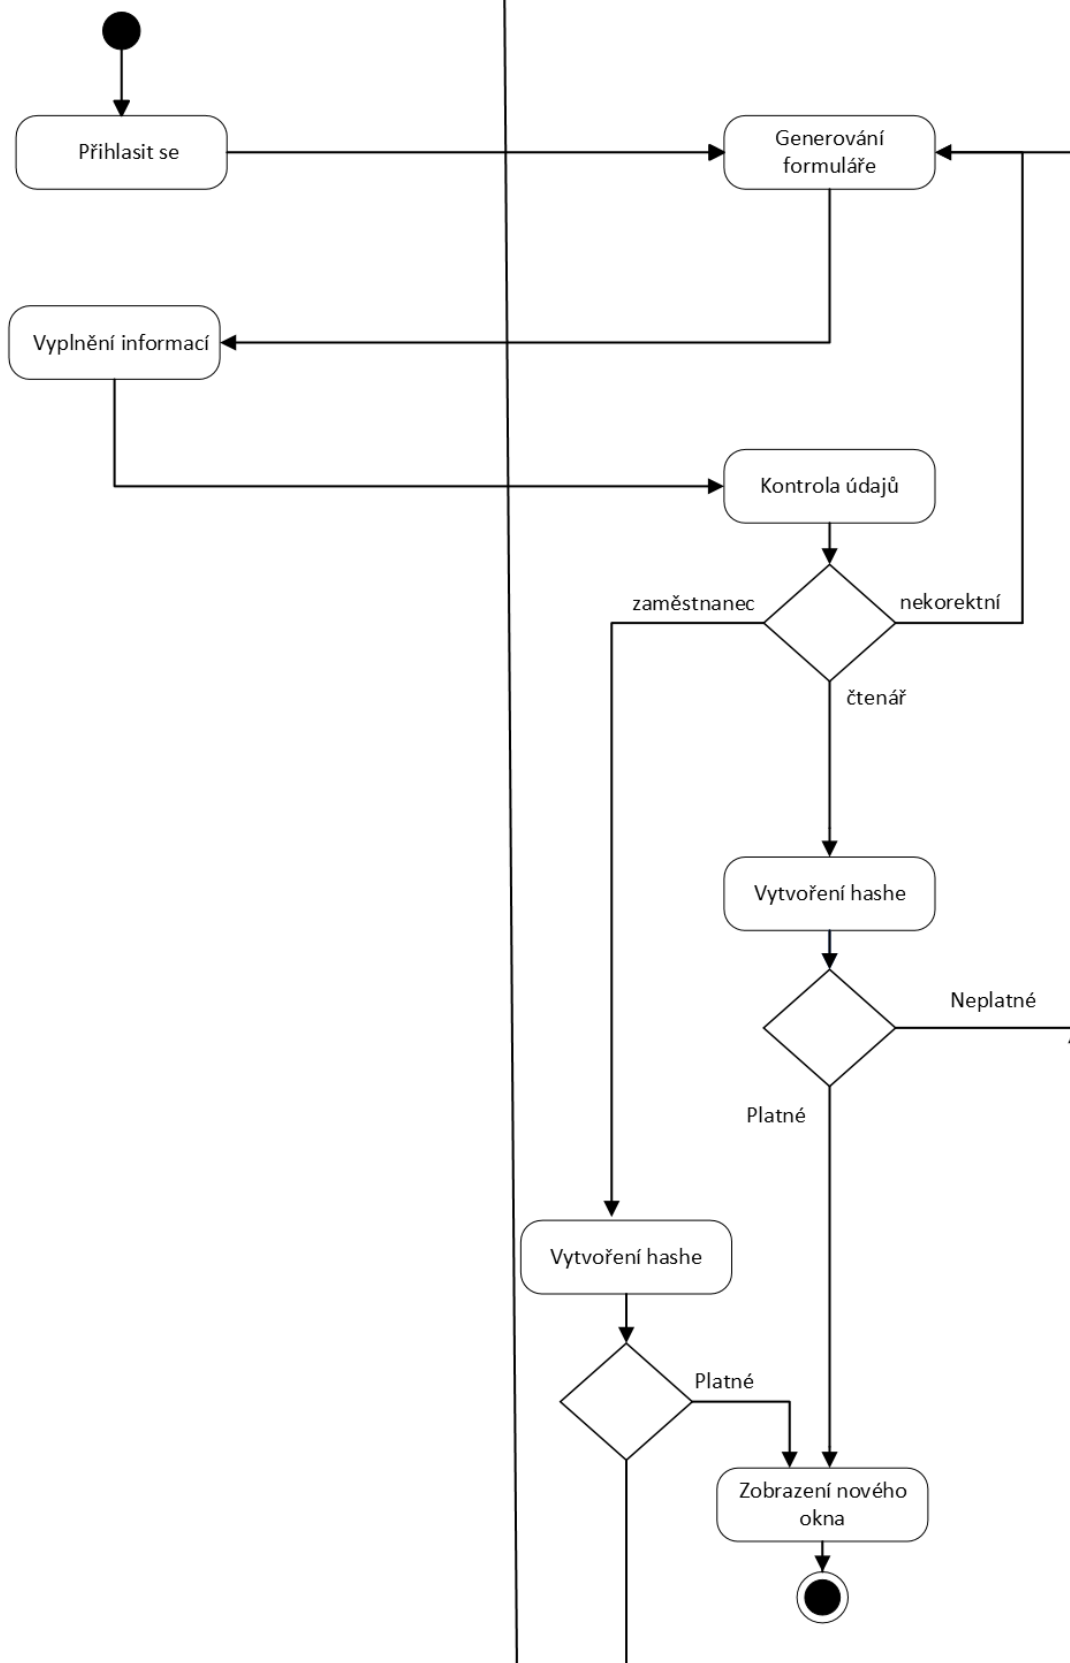 Přihlasit se
Generování
formuláře
Vyplnění informací
Kontrola údajů
zaměstnanec
nekorektní
čtenář
Vytvoření hashe
Neplatné
Platné
Vytvoření hashe
Platné
Zobrazení nového
okna